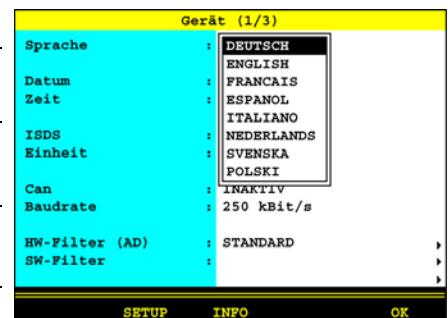 Gerät (1/3)
Sprache : DEUTSCH
ENGLISH
Datum : FRANCAIS
Zeit : ESPANOL
ITALIANO
ISDS : NEDERLANDS
Einheit : SVENSKA
POLSKI
Can : INAKTIV
Baudrate : 250 kBit/s
HW-Filter (AD) : STANDARD
SW-Filter :
SETUP INFO OK